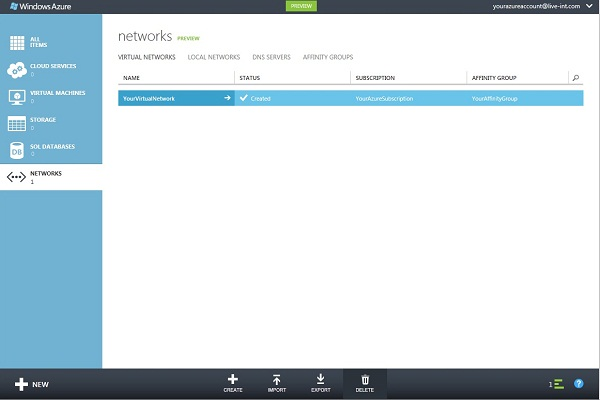 Windows Azure
PREVIEW
yourazureaccount@live-int.com
ALL
ITEMS
CLOUD SERVICES
0
VIRTUAL MACHINES
0
STORAGE
0
SQL DATABASES
0
DB
NETWORKS
1
networks PREVIEW
VIRTUAL NETWORKS LOCAL NETWORKS DNS SERVERS AFFINITY GROUPS
NAME STATUS SUBSCRIPTION AFFINITY GROUP
YourVirtualNetwork Created YourAzureSubscription YourAffinityGroup
NEW
CREATE IMPORT EXPORT DELETE
1 ?